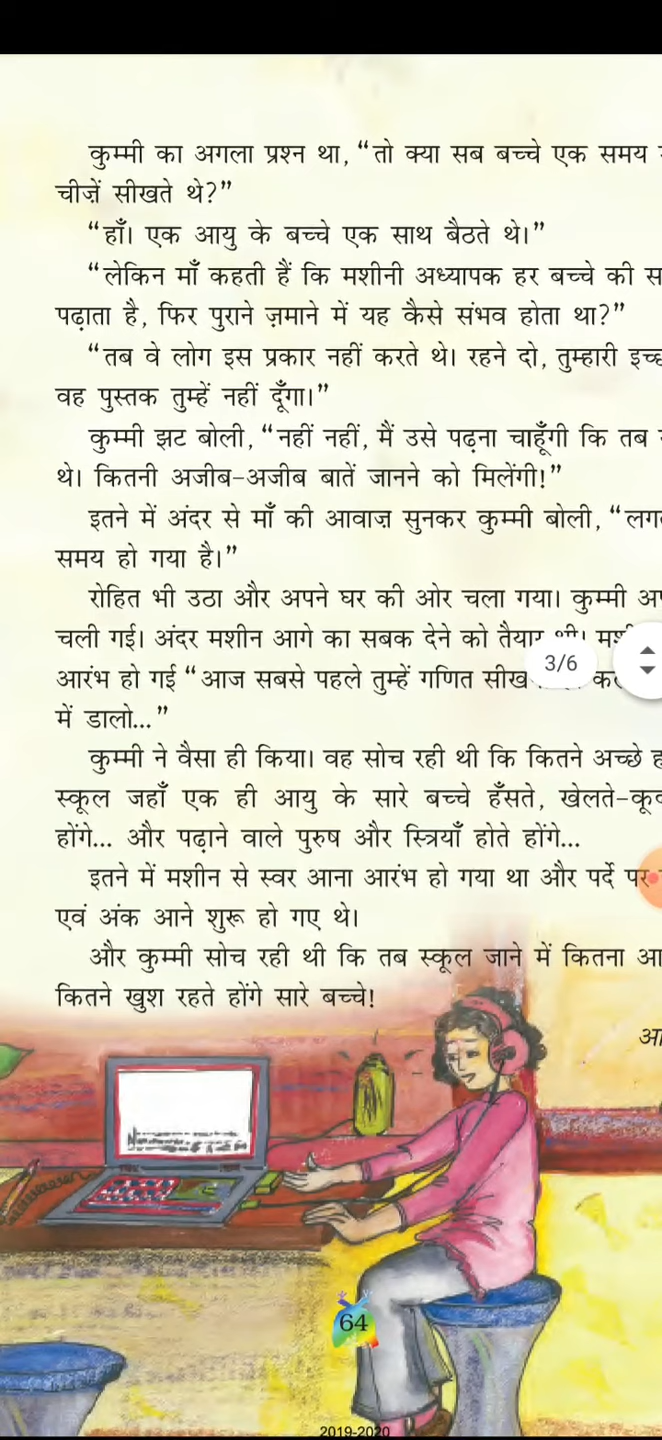 कुम्मी का अगला प्रश्न था, “तो क्या सब बच्चे एक समय
चीज़ें सीखते थे?”
“हाँ। एक आयु के बच्चे एक साथ बैठते थे।”
“लेकिन माँ कहती हैं कि मशीनी अध्यापक हर बच्चे की
पढ़ाता है, फिर पुराने ज़माने में यह कैसे संभव होता था?”
“तब वे लोग इस प्रकार नहीं करते थे। रहने दो, तुम्हारी
वह पुस्तक तुम्हें नहीं दूँगा।”
कुम्मी झट बोली, “नहीं नहीं, मैं उसे पढ़ना चाहूँगी कि तब
थे। कितनी अजीब-अजीब बातें जानने को मिलेंगी!”
इतने में अंदर से माँ की आवाज़ सुनकर कुम्मी बोली,
समय हो गया है।”
रोहित भी उठा और अपने घर की ओर चला गया। कुम्मी
चली गई। अंदर मशीन आगे का सबक देने को तैयार थी।
3/6
आरंभ हो गई “आज सबसे पहले तुम्हें गणित
में डालो...”
कुम्मी ने वैसा ही किया। वह सोच रही थी कि कितने अच्छे
स्कूल जहाँ एक ही आयु के सारे बच्चे हँसते,
होंगे... और पढ़ाने वाले पुरुष और स्त्रियाँ होते होंगे...
इतने में मशीन से स्वर आना आरंभ हो गया था और पर्दे पर
एवं अंक आने शुरू हो गए थे।
और कुम्मी सोच रही थी कि तब स्कूल जाने में कितना
कितने खुश रहते होंगे सारे बच्चे!
64
2019-2020